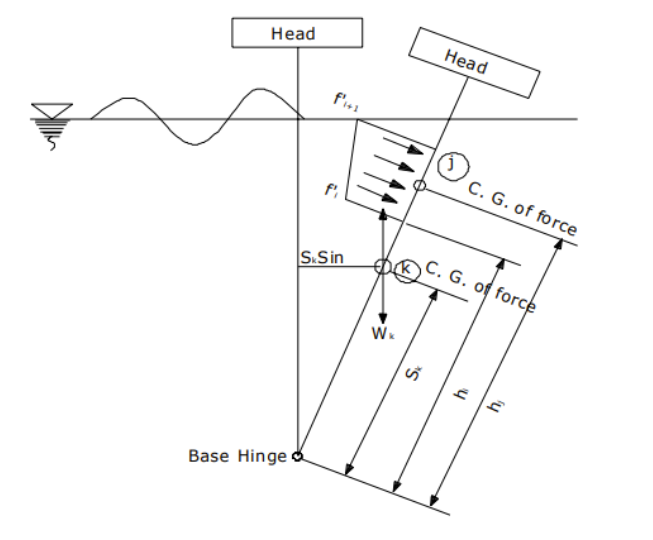 Head
Head
f'i+1
j
f'i
C. G. of force
SkSin
k
C. G. of force
Wk
Sk
hi
hj
Base Hinge